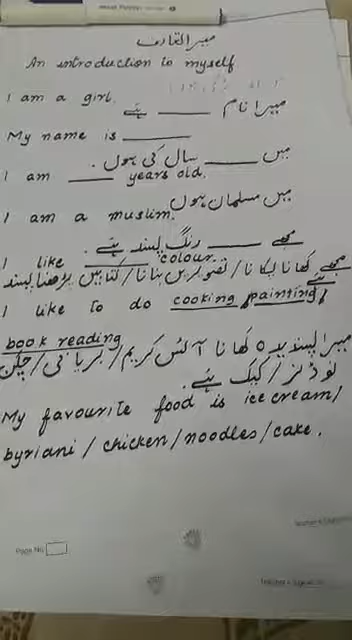 میرا تعارف
An introduction to myself
I am a girl.
میرا نام ____ ہے
My name is ____
میں ____ سال کی ہوں.
I am ____ years old.
میں مسلمان ہوں
I am a muslim.
مجھے ____ رنگ پسند ہے.
I like ____ colour.
مجھے کھانا پکانا/تصویریں بنانا/کتابیں پڑھنا پسند ہے
I like to do cooking/painting/
book reading
میرا پسندیدہ کھانا آئس کریم/بریانی/چکن/
نوڈلز/کیک ہے.
My favourite food is ice cream/
byriani/chicken/noodles/cake.
Page No
Teacher's Signature